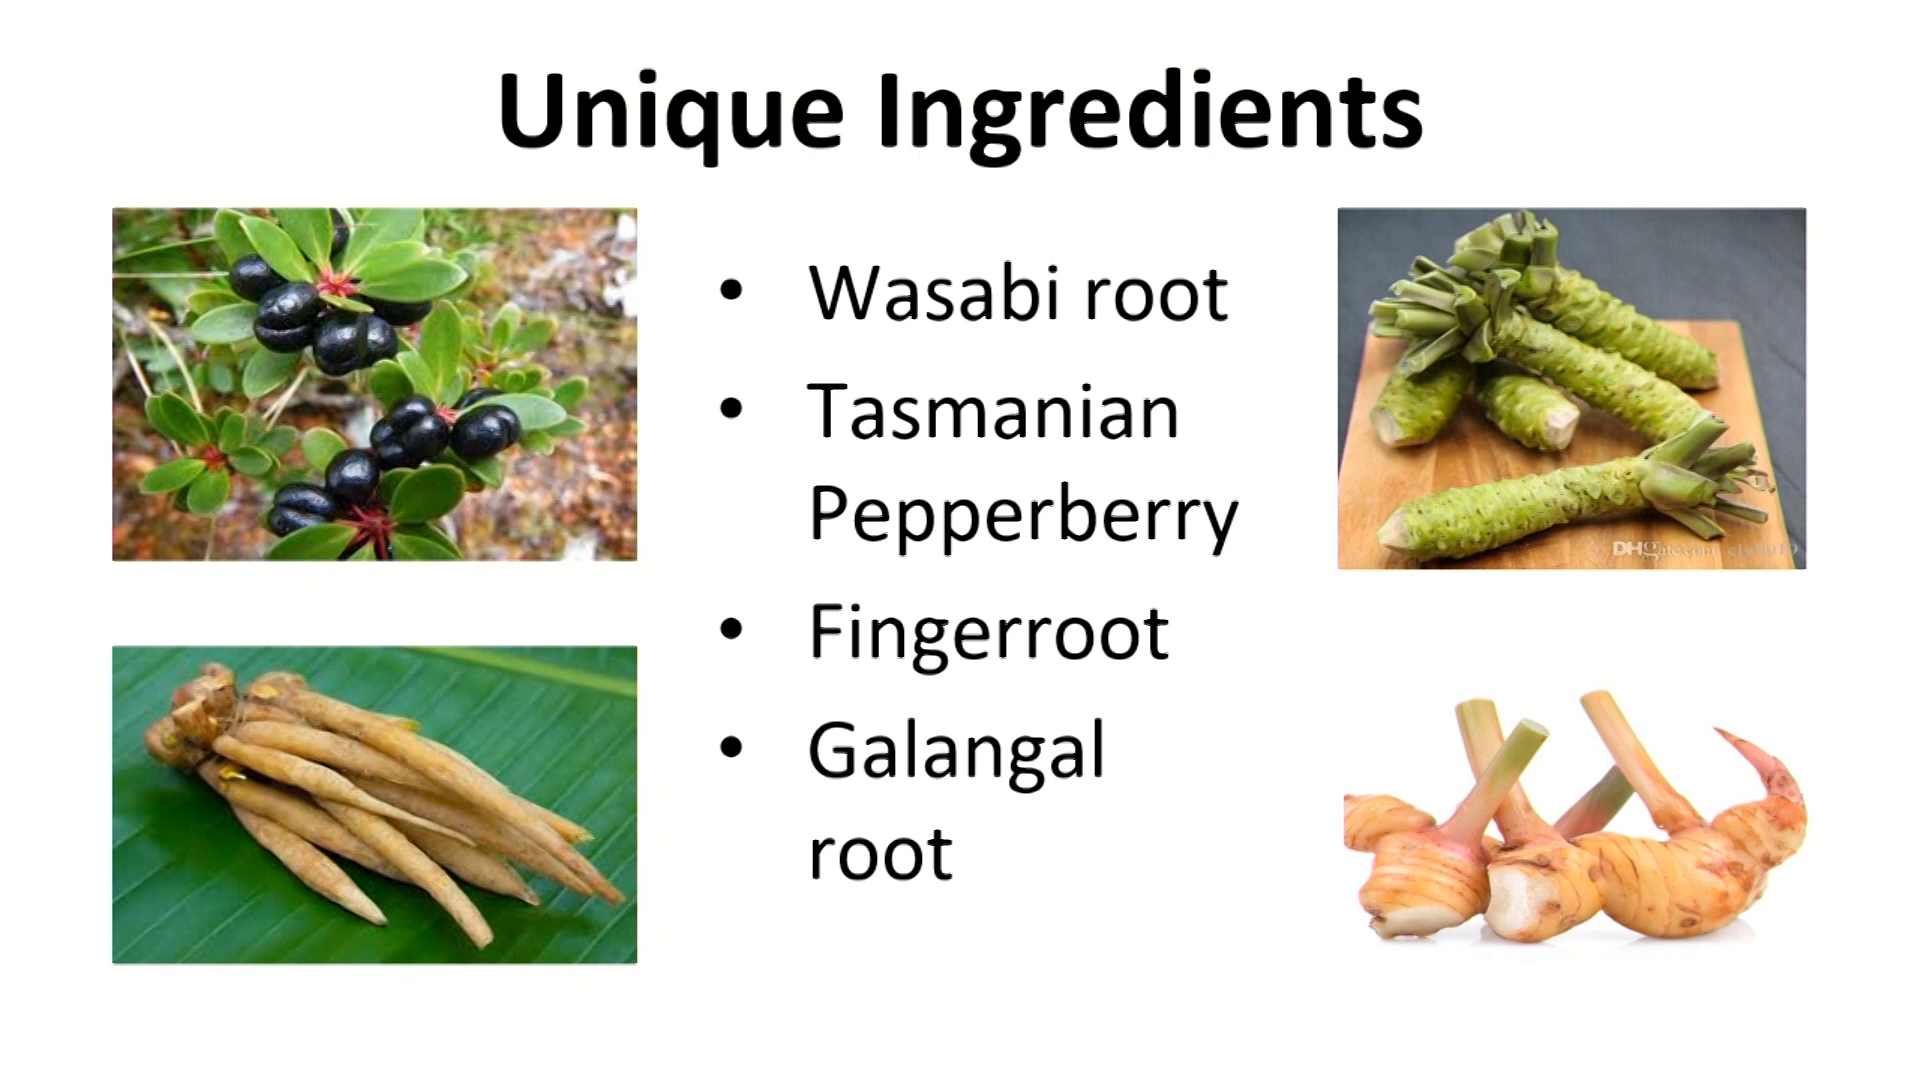 Unique Ingredients
• Wasabi root
• Tasmanian
Pepperberry
• Fingerroot
• Galangal
root